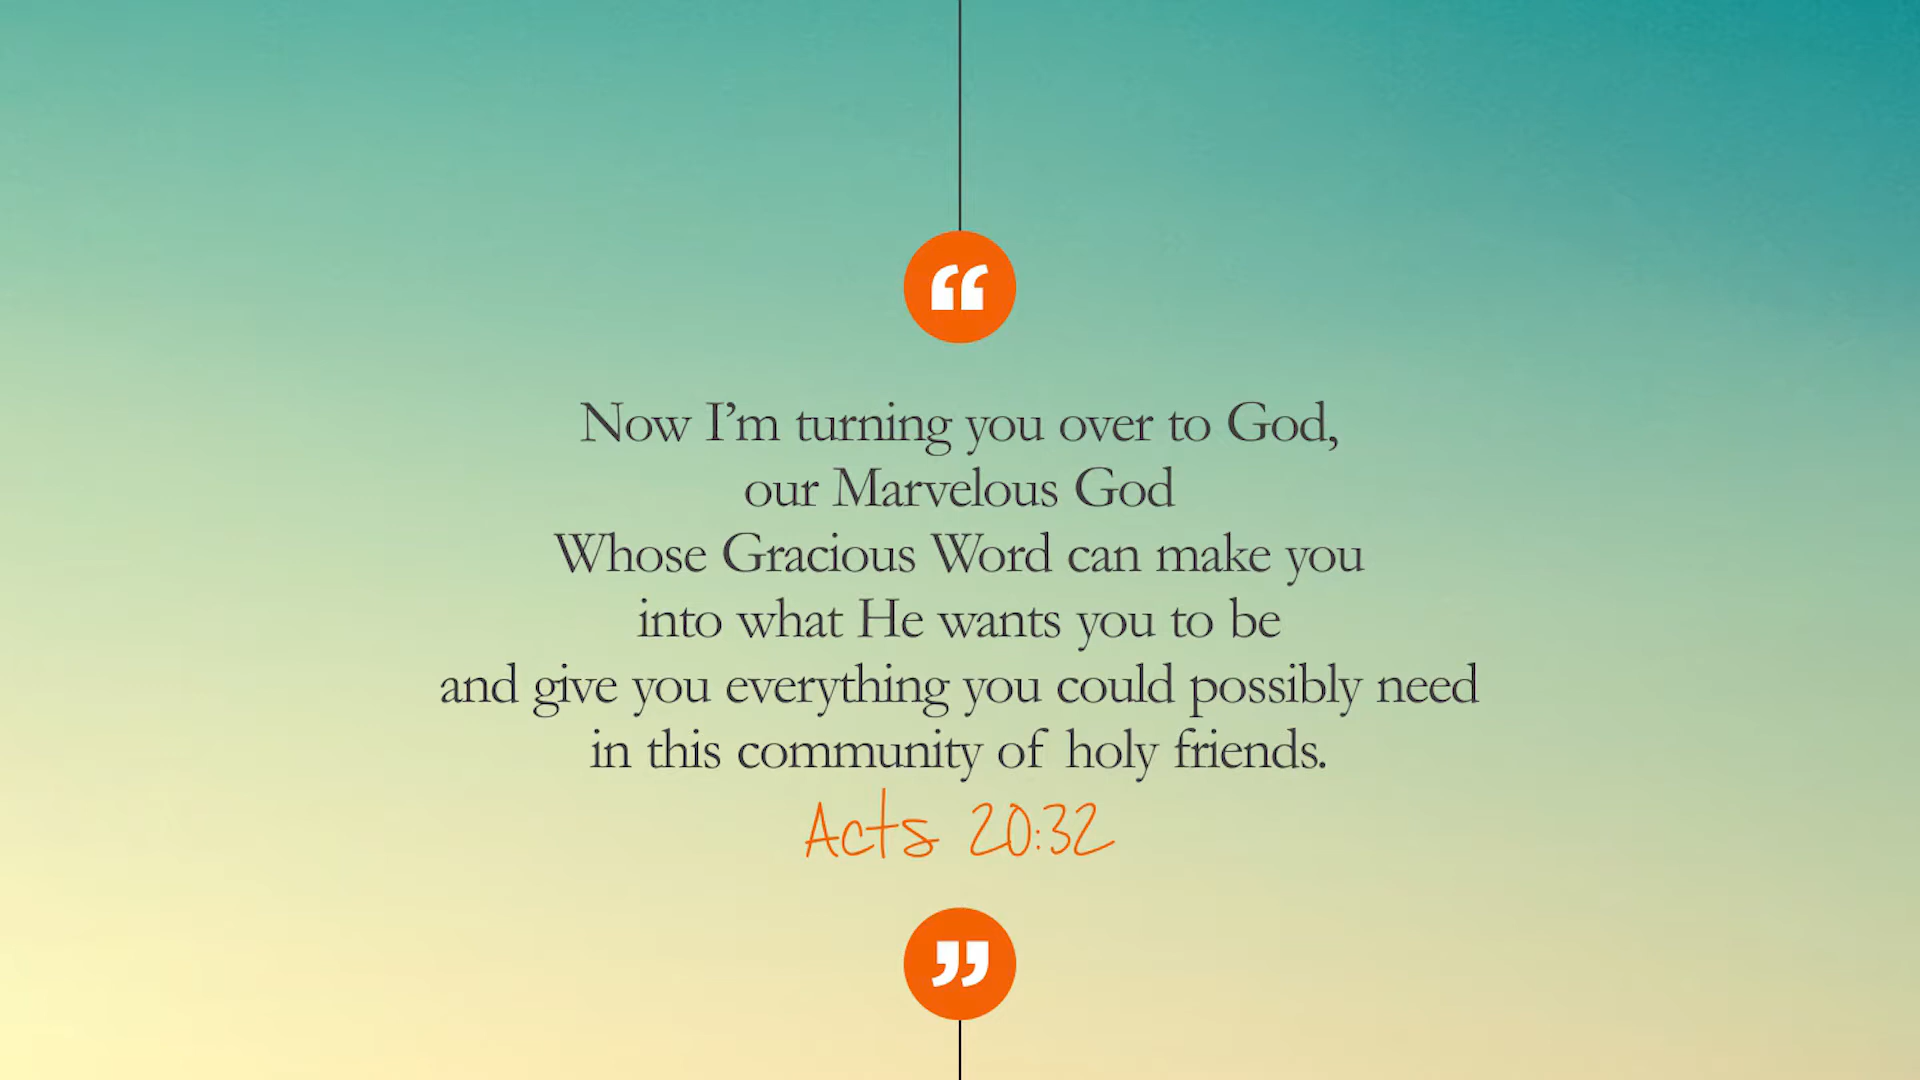 “
Now I’m turning you over to God,
our Marvelous God
Whose Gracious Word can make you
into what He wants you to be
and give you everything you could possibly need
in this community of holy friends.
Acts 20:32
”